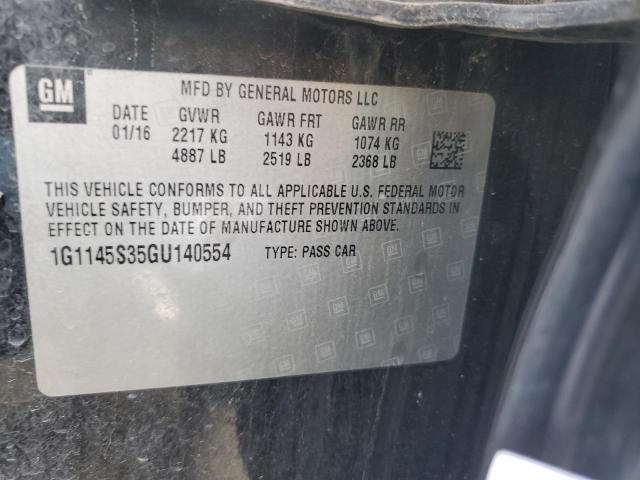 GM
MFD BY GENERAL MOTORS LLC
DATE GVWR GAWR FRT GAWR RR
01/16 2217 KG 1143 KG 1074 KG
4887 LB 2519 LB 2368 LB
THIS VEHICLE CONFORMS TO ALL APPLICABLE U.S. FEDERAL MOTOR
VEHICLE SAFETY, BUMPER, AND THEFT PREVENTION STANDARDS IN
EFFECT ON THE DATE OF MANUFACTURE SHOWN ABOVE.
1G1145S35GU140554 TYPE: PASS CAR